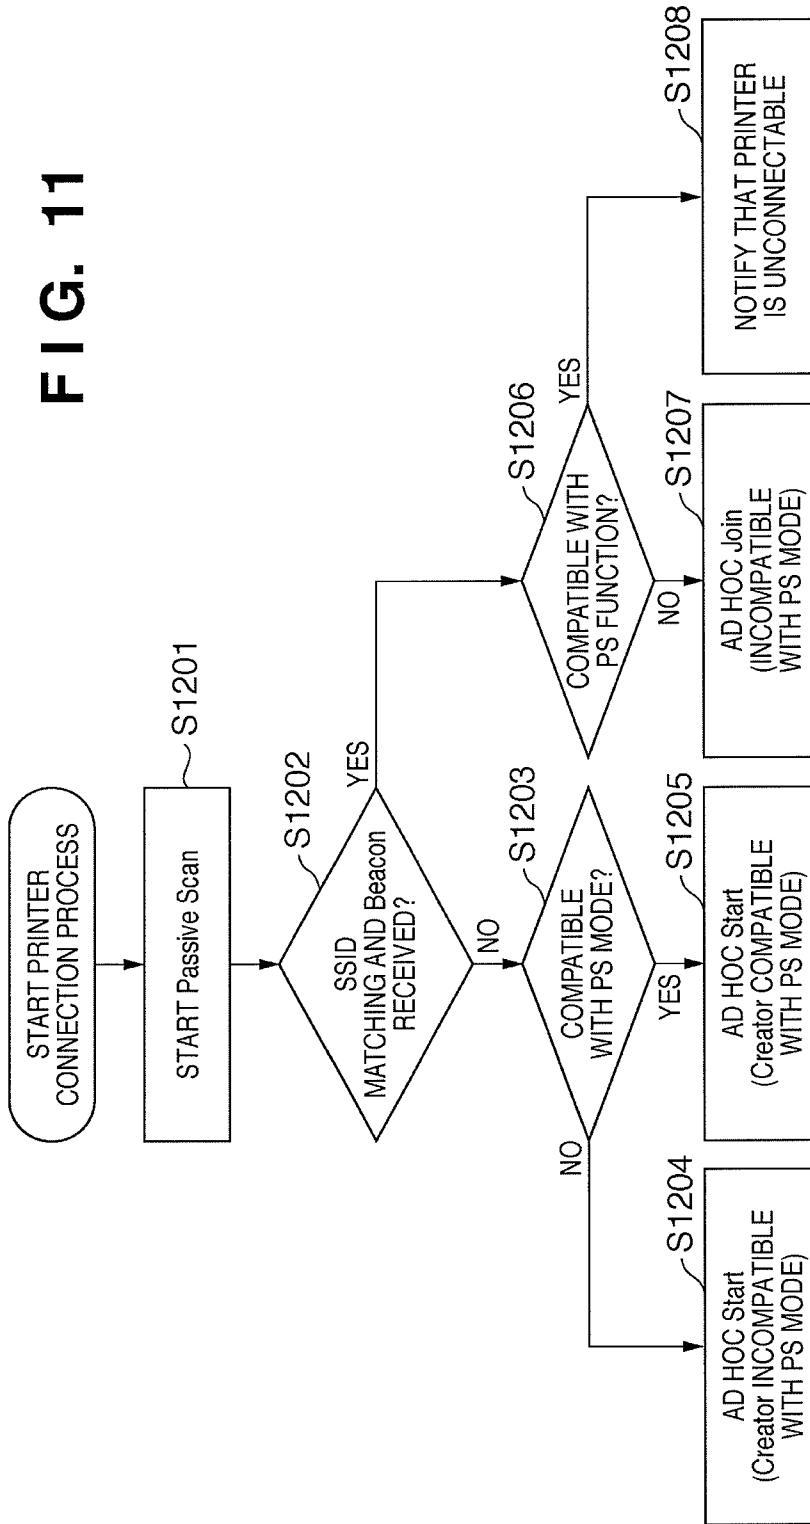 FIG. 11
START PRINTER
CONNECTION PROCESS
START Passive Scan
S1201
SSID
MATCHING AND Beacon
RECEIVED?
S1202
YES
NO
COMPATIBLE
WITH PS MODE?
S1203
NO
YES
AD HOC Start
(Creator INCOMPATIBLE
WITH PS MODE)
S1204
AD HOC Start
(Creator COMPATIBLE
WITH PS MODE)
S1205
COMPATIBLE WITH
PS FUNCTION?
S1206
YES
NO
AD HOC Join
(INCOMPATIBLE
WITH PS MODE)
S1207
NOTIFY THAT PRINTER
IS UNCONNECTABLE
S1208